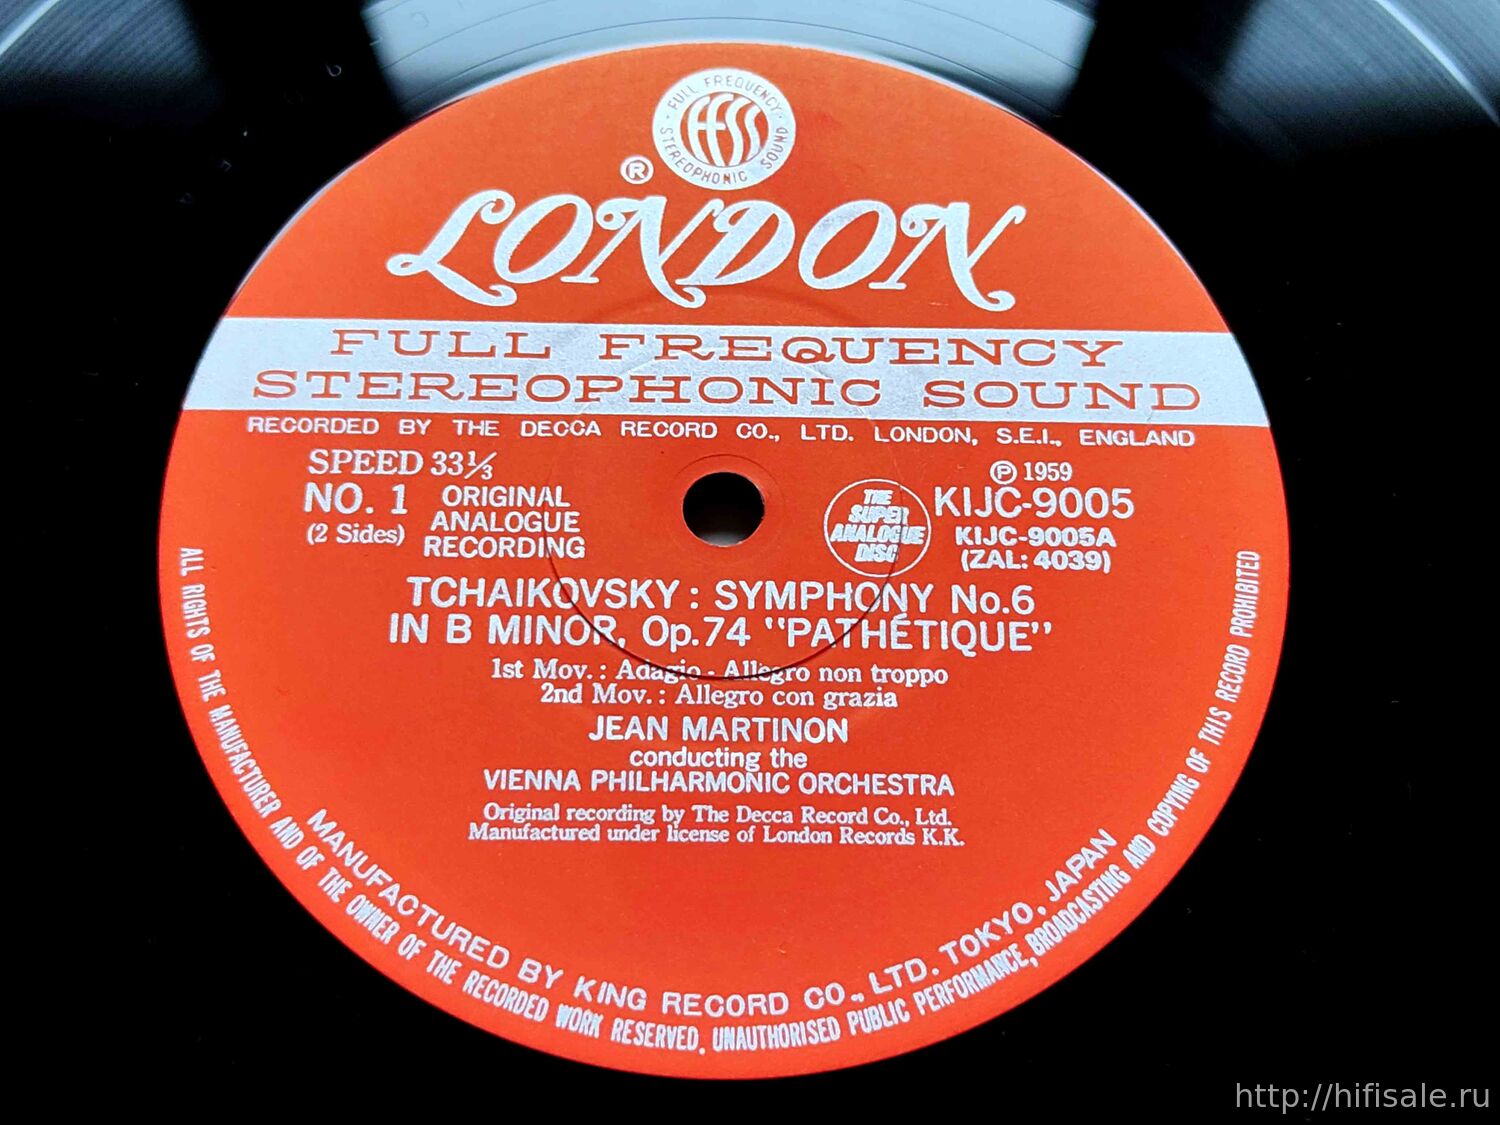 FULL FREQUENCY
ffss
STEREOPHONIC SOUND
®
LONDON
FULL FREQUENCY
STEREOPHONIC SOUND
RECORDED BY THE DECCA RECORD CO., LTD. LONDON, S.E.I., ENGLAND
SPEED 33⅓
NO. 1
(2 Sides)
ORIGINAL
ANALOGUE
RECORDING
THE
SUPER
ANALOGUE
DISC
℗ 1959
KIJC-9005
KIJC-9005A
(ZAL: 4039)
TCHAIKOVSKY : SYMPHONY No.6
IN B MINOR, Op.74 "PATHÉTIQUE"
1st Mov. : Adagio - Allegro non troppo
2nd Mov. : Allegro con grazia
JEAN MARTINON
conducting the
VIENNA PHILHARMONIC ORCHESTRA
Original recording by The Decca Record Co., Ltd.
Manufactured under license of London Records K.K.
MANUFACTURED BY KING RECORD CO., LTD. TOKYO, JAPAN
ALL RIGHTS OF THE MANUFACTURER AND OF THE OWNER OF THE RECORDED WORK RESERVED. UNAUTHORISED PUBLIC PERFORMANCE, BROADCASTING AND COPYING OF THIS RECORD PROHIBITED
http://hifisale.ru